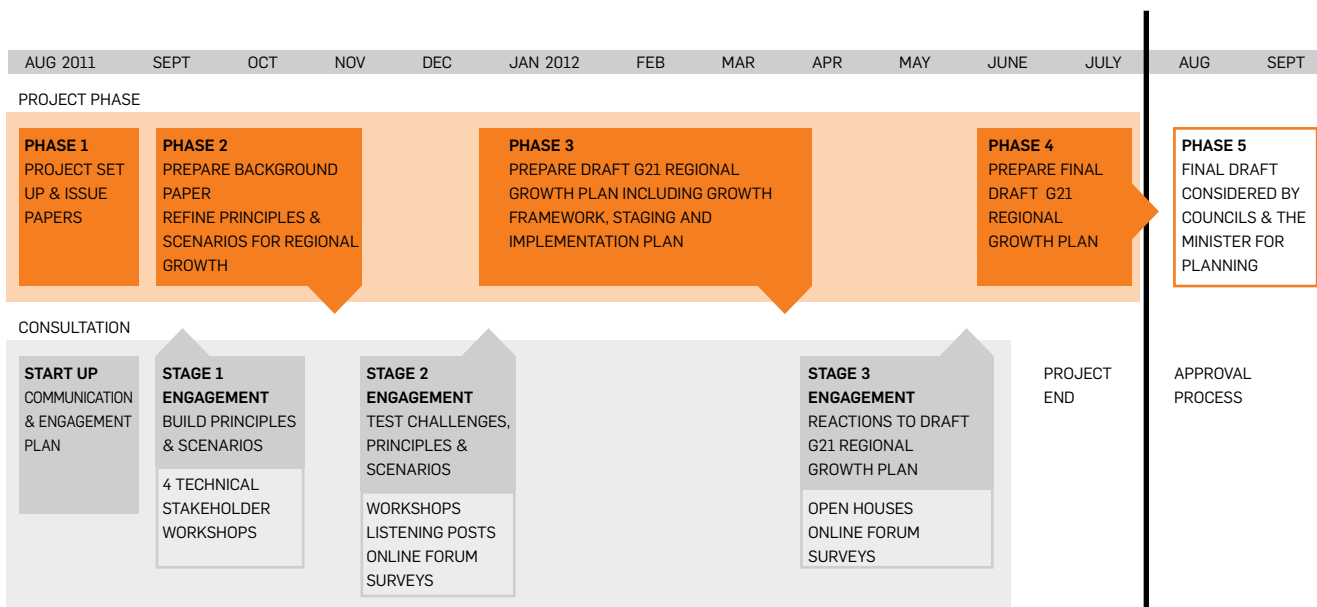 AUG 2011 SEPT OCT NOV DEC JAN 2012 FEB MAR APR MAY JUNE JULY AUG SEPT
PROJECT PHASE
PHASE 1
PROJECT SET
UP & ISSUE
PAPERS
PHASE 2
PREPARE BACKGROUND
PAPER
REFINE PRINCIPLES &
SCENARIOS FOR REGIONAL
GROWTH
PHASE 3
PREPARE DRAFT G21 REGIONAL
GROWTH PLAN INCLUDING GROWTH
FRAMEWORK, STAGING AND
IMPLEMENTATION PLAN
PHASE 4
PREPARE FINAL
DRAFT G21
REGIONAL
GROWTH PLAN
PHASE 5
FINAL DRAFT
CONSIDERED BY
COUNCILS & THE
MINISTER FOR
PLANNING
CONSULTATION
START UP
COMMUNICATION
& ENGAGEMENT
PLAN
STAGE 1
ENGAGEMENT
BUILD PRINCIPLES
& SCENARIOS
4 TECHNICAL
STAKEHOLDER
WORKSHOPS
STAGE 2
ENGAGEMENT
TEST CHALLENGES,
PRINCIPLES &
SCENARIOS
WORKSHOPS
LISTENING POSTS
ONLINE FORUM
SURVEYS
STAGE 3
ENGAGEMENT
REACTIONS TO DRAFT
G21 REGIONAL
GROWTH PLAN
OPEN HOUSES
ONLINE FORUM
SURVEYS
PROJECT
END
APPROVAL
PROCESS